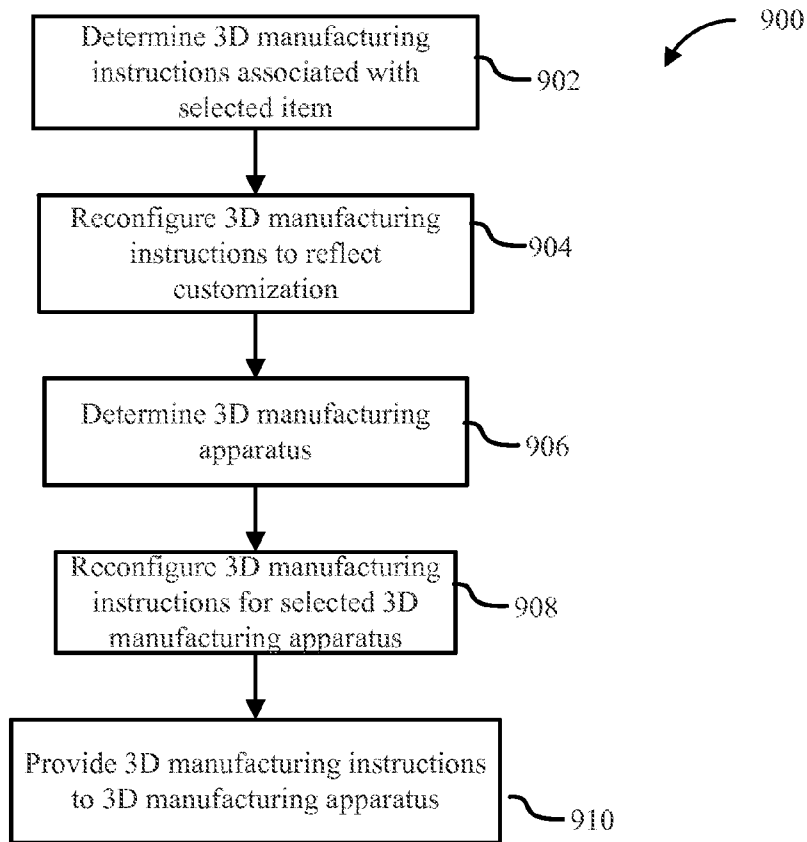 900
Determine 3D manufacturing
instructions associated with
selected item
902
Reconfigure 3D manufacturing
instructions to reflect
customization
904
Determine 3D manufacturing
apparatus
906
Reconfigure 3D manufacturing
instructions for selected 3D
manufacturing apparatus
908
Provide 3D manufacturing instructions
to 3D manufacturing apparatus
910